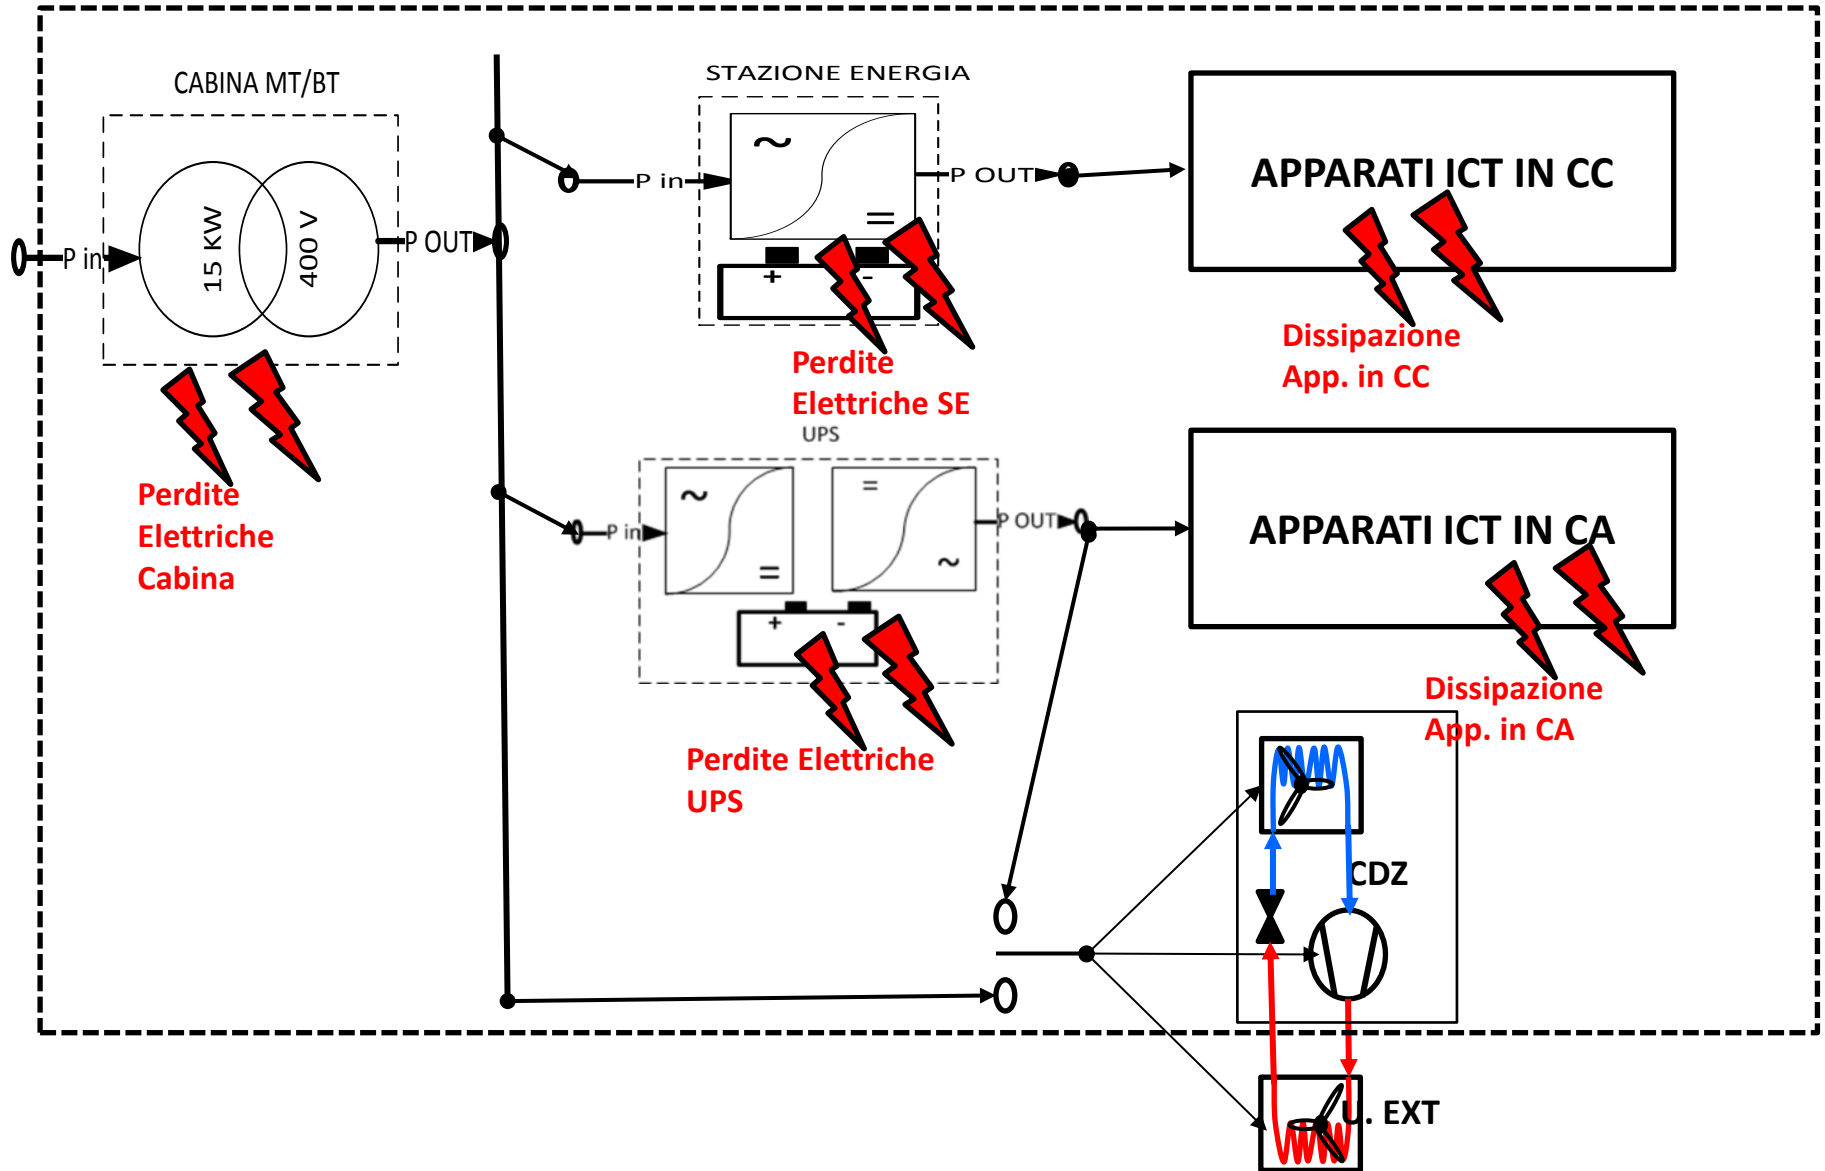 CABINA MT/BT
15 KW
400 V
P in
P OUT
STAZIONE ENERGIA
~
=
P in
P OUT
+ -
Perdite
Elettriche SE
APPARATI ICT IN CC
Dissipazione
App. in CC
Perdite
Elettriche
Cabina
UPS
~
=
=
~
P in
P OUT
+ -
Perdite Elettriche
UPS
APPARATI ICT IN CA
Dissipazione
App. in CA
CDZ
U. EXT